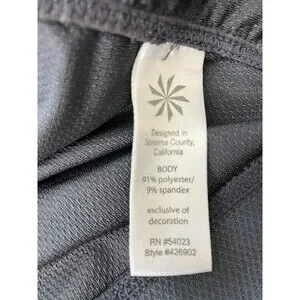 Designed in
Sonoma County,
California
BODY
91% polyester/
9% spandex
exclusive of
decoration
RN #54023
Style #426902